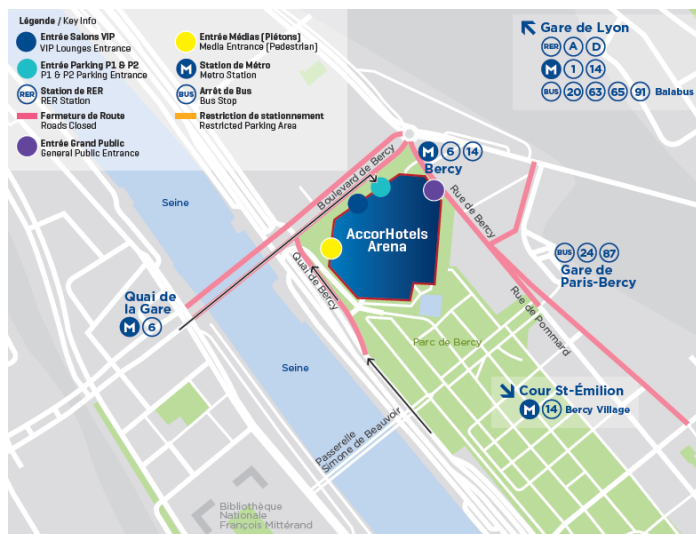 Légende / Key Info
Entrée Salons VIP
VIP Lounges Entrance
Entrée Parking P1 & P2
P1 & P2 Parking Entrance
RER
Station de RER
RER Station
Fermeture de Route
Roads Closed
Entrée Grand Public
General Public Entrance
Entrée Médias (Piétons)
Media Entrance (Pedestrian)
M
Station de Métro
Metro Station
BUS
Arrêt de Bus
Bus Stop
Restriction de stationnement
Restricted Parking Area
Gare de Lyon
RER A D
M 1 14
BUS 20 63 65 91 Balabus
M 6 14
Bercy
Boulevard de Bercy
Rue de Bercy
Seine
AccorHotels
Arena
Quai de Bercy
BUS 24 87
Gare de
Paris-Bercy
Quai de
la Gare
M 6
Rue de Pommard
Parc de Bercy
Seine
Cour St-Émilion
M 14 Bercy Village
Passerelle
Simone de Beauvoir
Bibliothèque
Nationale
François Mittérand